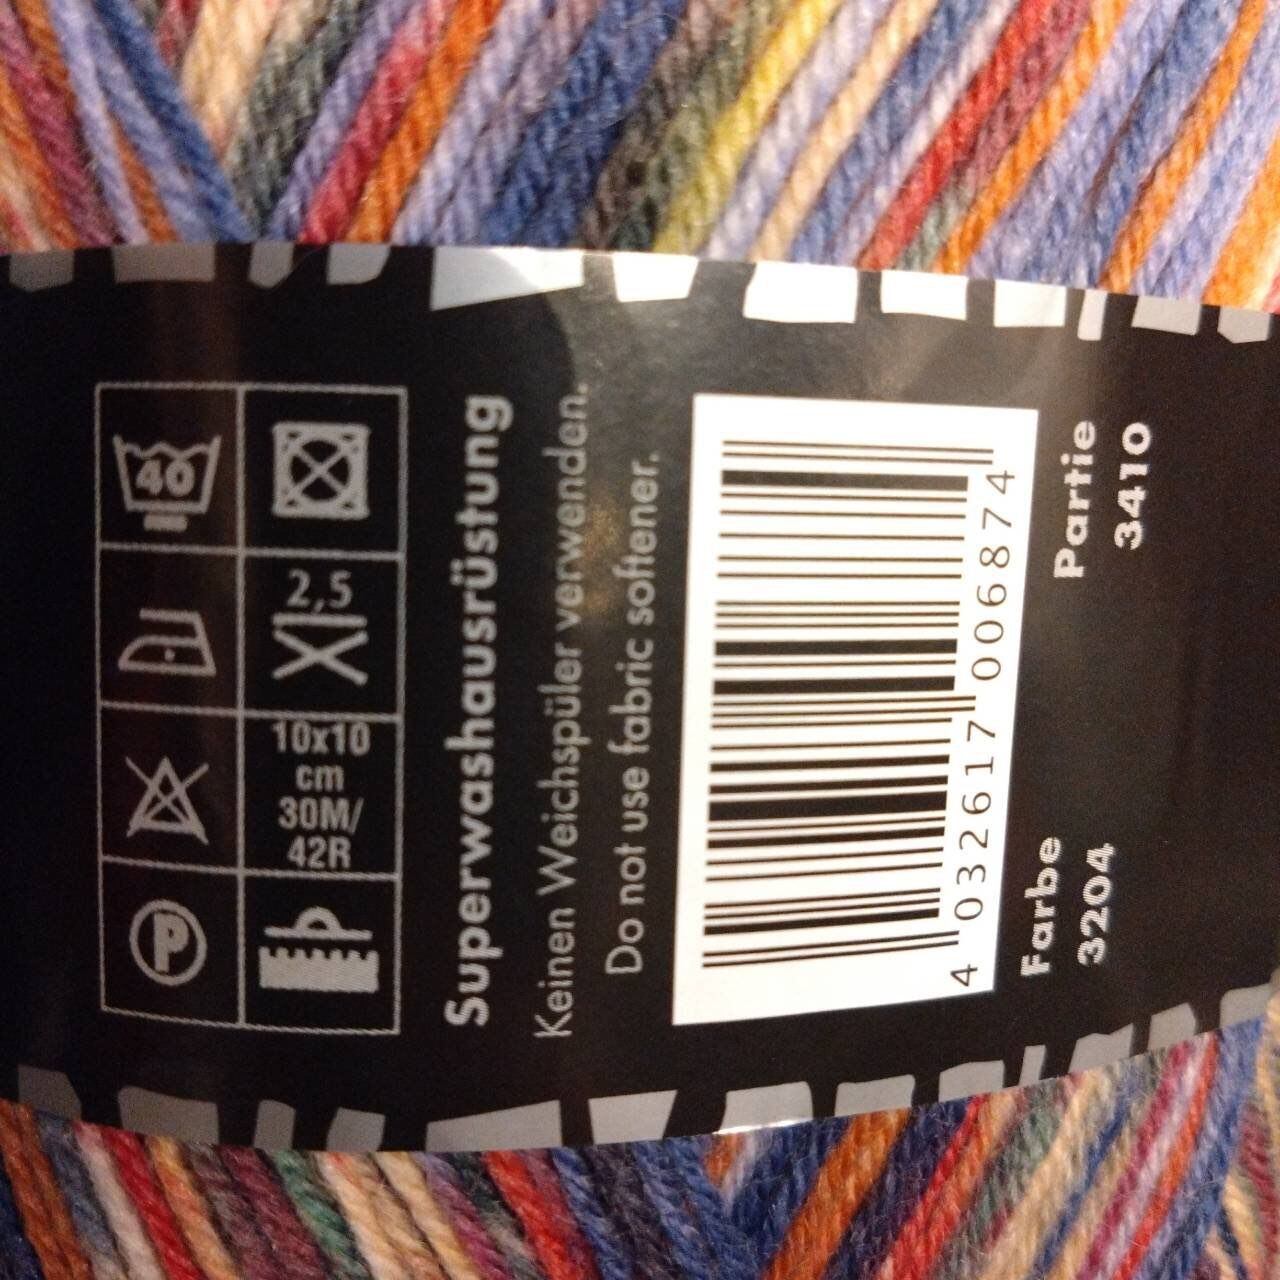 40
2,5
10x10
cm
30M/
42R
P
Superwashausrüstung
Keinen Weichspüler verwenden.
Do not use fabric softener.
4 032617 006874
Farbe
3204
Partie
3410